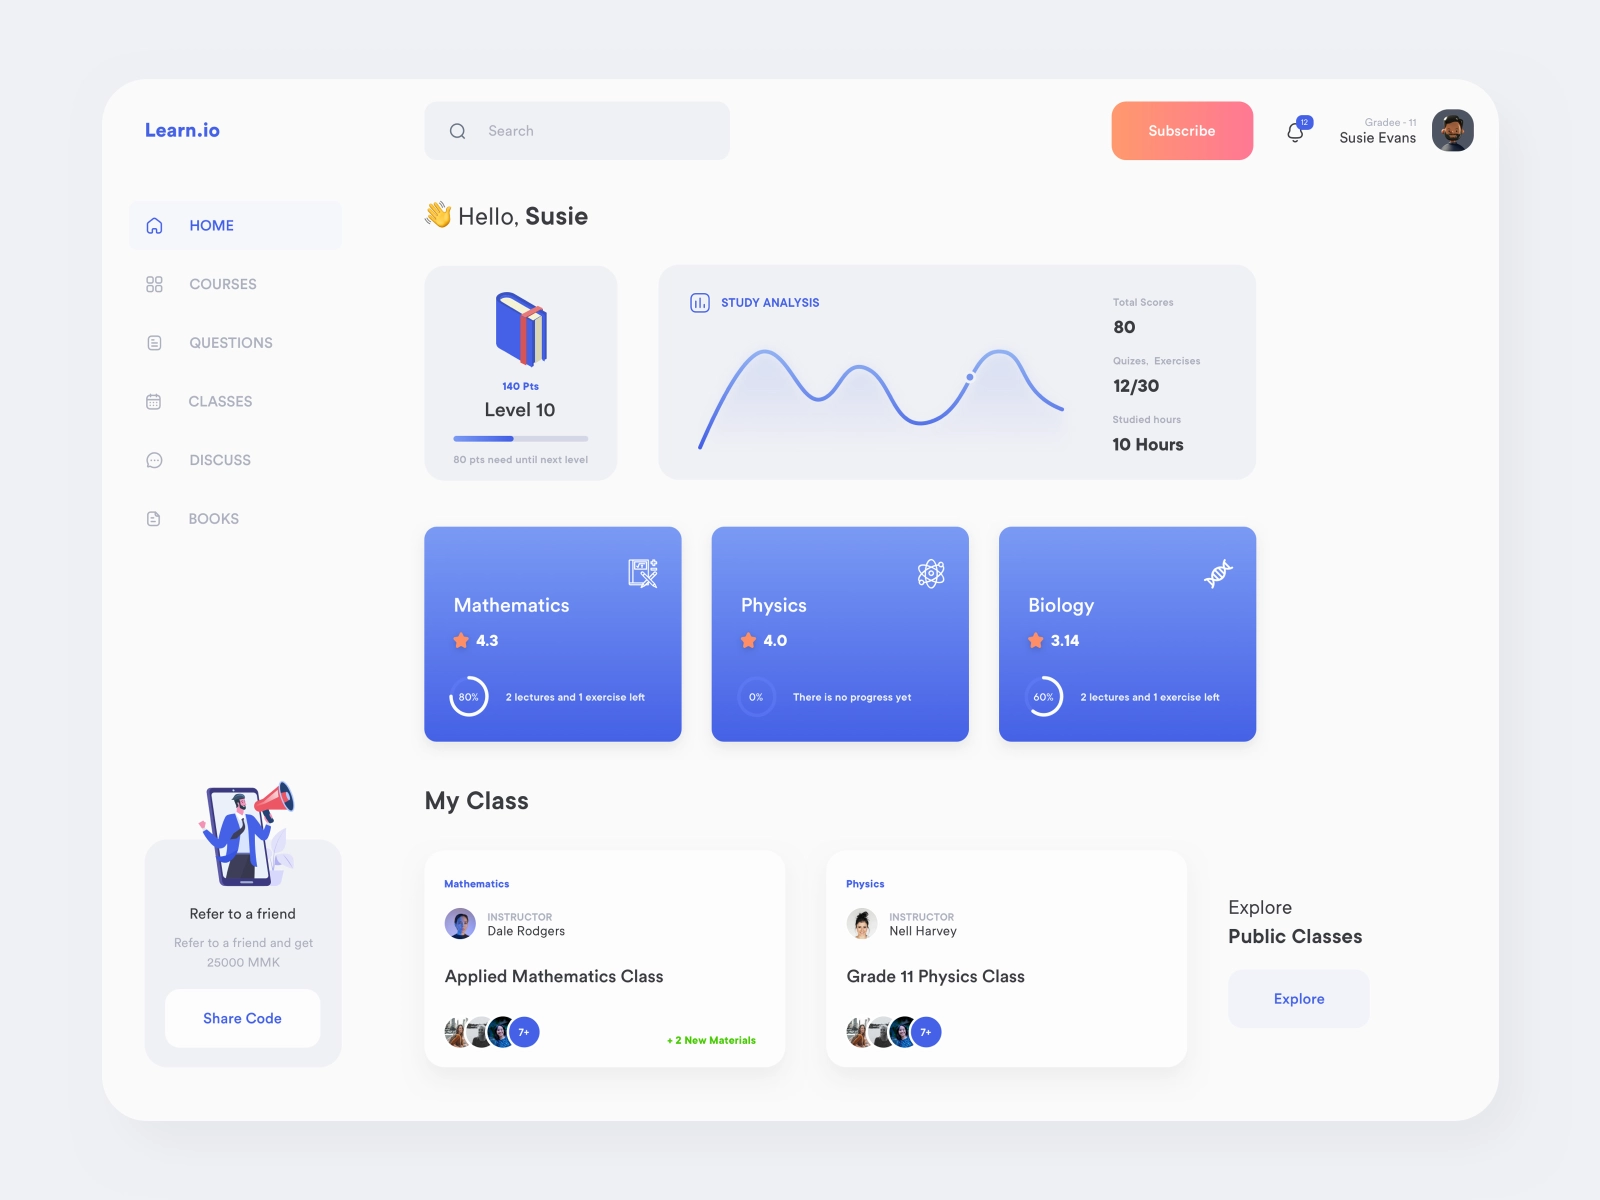 Learn.io
Search
Subscribe
12
Gradee - 11
Susie Evans
HOME
COURSES
QUESTIONS
CLASSES
DISCUSS
BOOKS
👋 Hello, Susie
140 Pts
Level 10
80 pts need until next level
STUDY ANALYSIS
Total Scores
80
Quizes, Exercises
12/30
Studied hours
10 Hours
Mathematics
4.3
80%
2 lectures and 1 exercise left
Physics
4.0
0%
There is no progress yet
Biology
3.14
60%
2 lectures and 1 exercise left
My Class
Mathematics
INSTRUCTOR
Dale Rodgers
Applied Mathematics Class
7+
+ 2 New Materials
Physics
INSTRUCTOR
Nell Harvey
Grade 11 Physics Class
7+
Explore
Public Classes
Explore
Refer to a friend
Refer to a friend and get
25000 MMK
Share Code